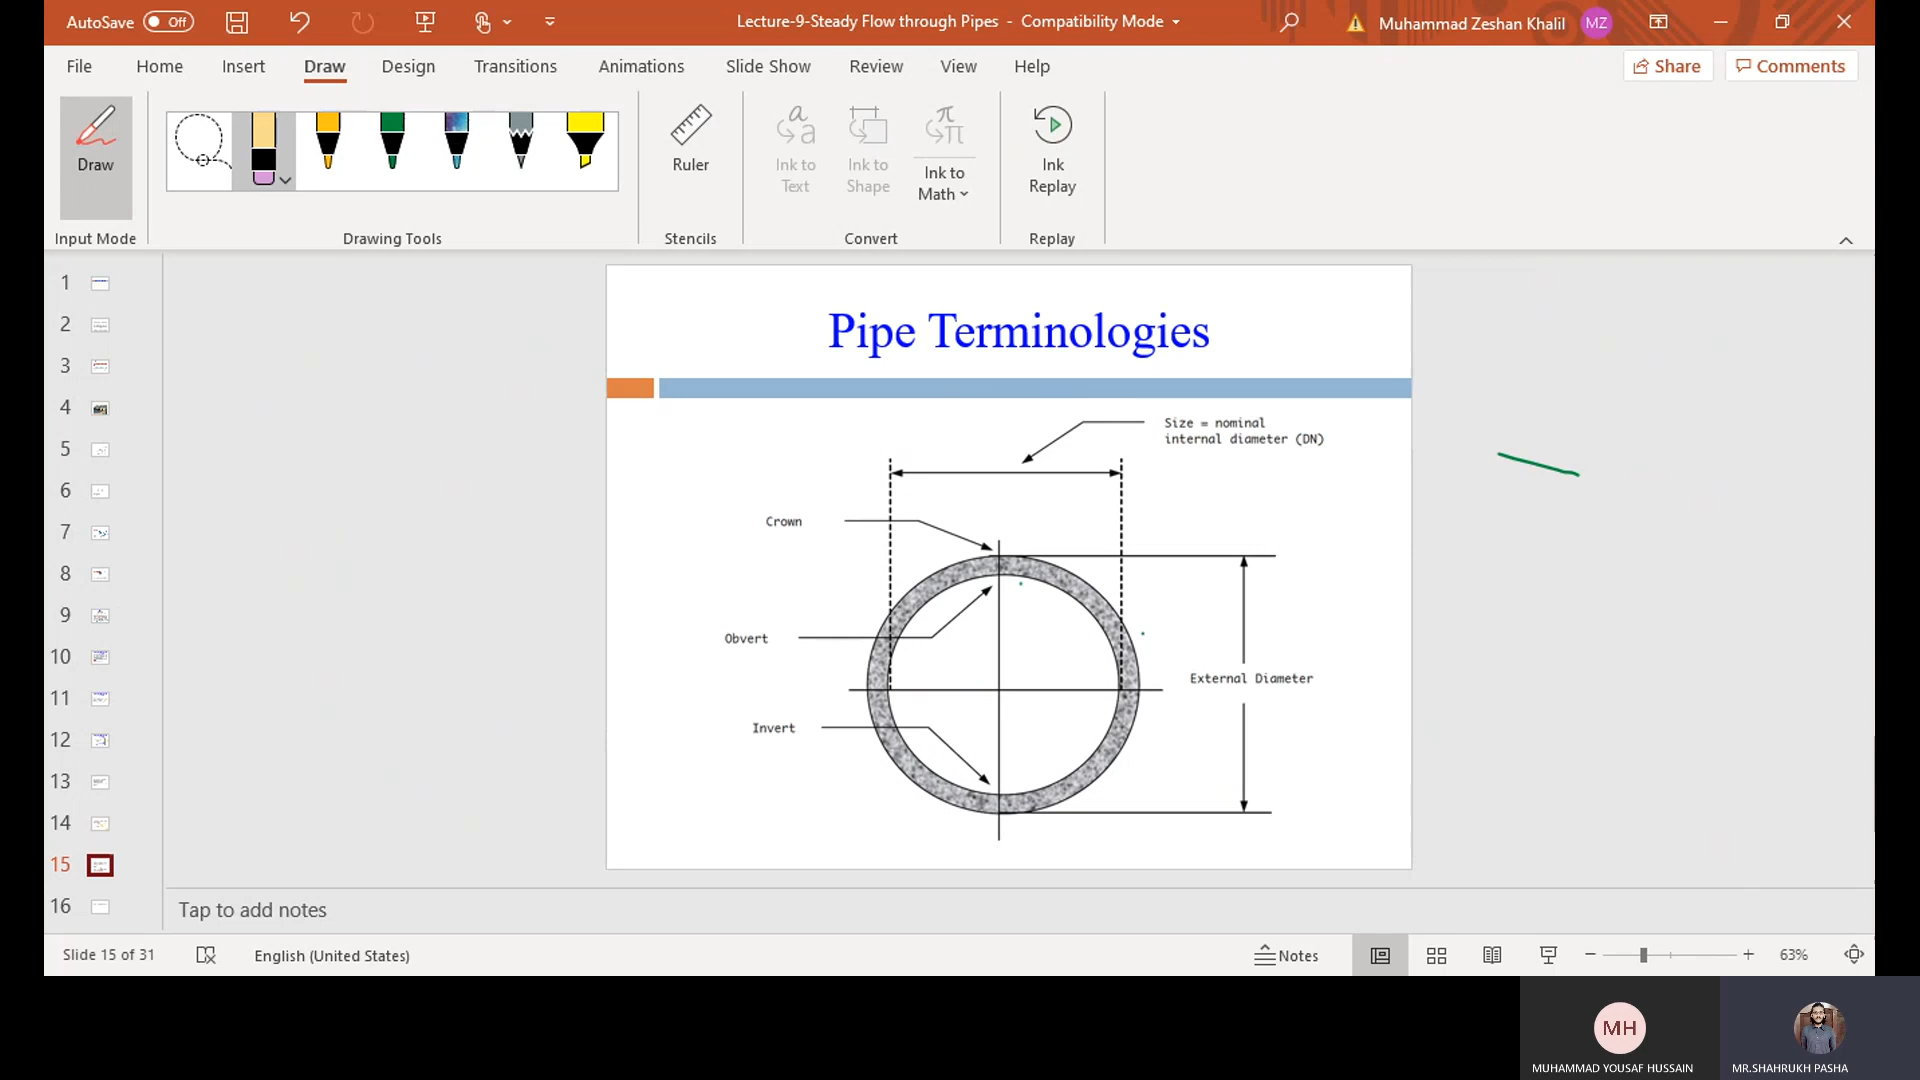 AutoSave Off
Lecture-9-Steady Flow through Pipes - Compatibility Mode
Muhammad Zeshan Khalil MZ
File Home Insert Draw Design Transitions Animations Slide Show Review View Help
Share Comments
Draw
Ruler
Ink to Text
Ink to Shape
Ink to Math
Ink Replay
Input Mode
Drawing Tools
Stencils
Convert
Replay
1
2
3
4
5
6
7
8
9
10
11
12
13
14
15
16
Pipe Terminologies
Size = nominal
internal diameter (DN)
Crown
Obvert
External Diameter
Invert
Tap to add notes
Slide 15 of 31
English (United States)
Notes
63%
MH
MUHAMMAD YOUSAF HUSSAIN
MR.SHAHRUKH PASHA